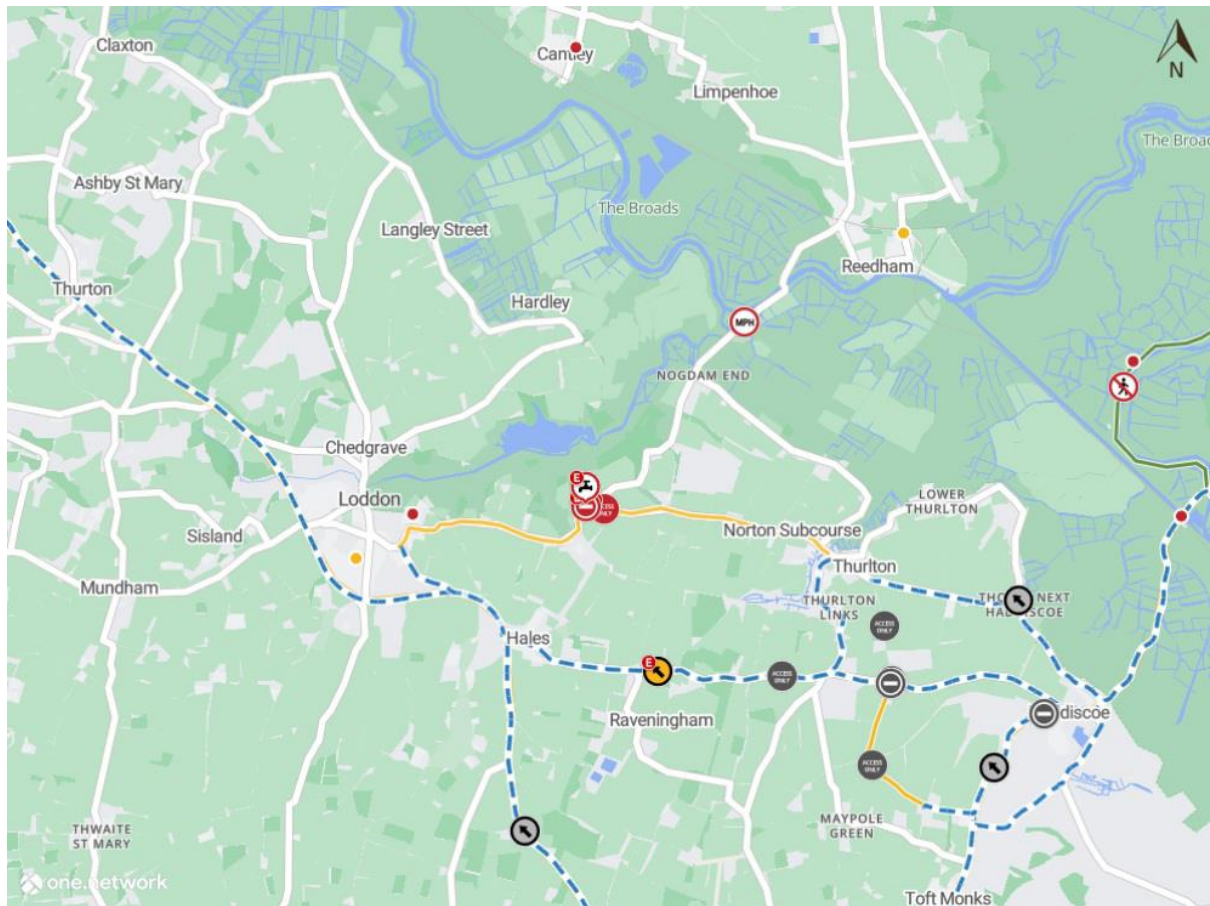 Claxton
Cantley
N
Limpenhoe
The Broads
Ashby St Mary
The Broads
Langley Street
Reedham
Thurton
Hardley
MPH
NOGDAM END
Chedgrave
E
Loddon
LOWER
THURLTON
Norton Subcourse
Sisland
Thurlton
Mundham
THURLTON
LINKS
NEXT
ACCESS
ONLY
Hales
E
ACCESS
ONLY
Raveningham
discoe
ACCESS
ONLY
THWAITE
ST MARY
MAYPOLE
GREEN
one.network
Toft Monks